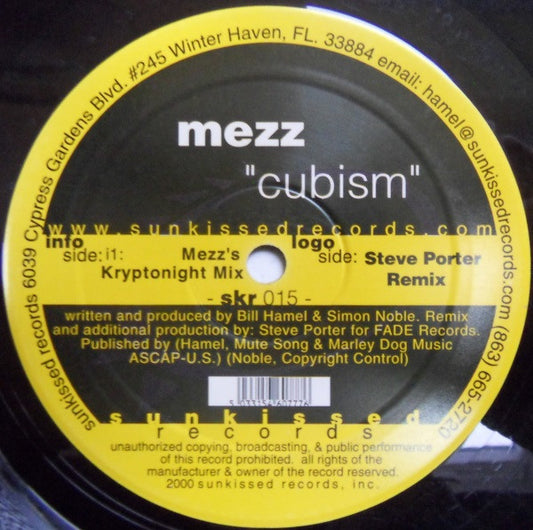 sunkissed records 6039 Cypress Gardens Blvd. #245 Winter Haven, FL. 33884 email: hamel@sunkissedrecords.com (863) 665-2720
mezz
"cubism"
www.sunkissedrecords.com
info
side: i1: Mezz's
Kryptonight Mix
logo
side: Steve Porter
Remix
- skr 015 -
written and produced by Bill Hamel & Simon Noble. Remix
and additional production by: Steve Porter for FADE Records.
Published by (Hamel, Mute Song & Marley Dog Music
ASCAP-U.S.) (Noble, Copyright Control)
sunkissed
records
unauthorized copying, broadcasting, & public performance
of this record prohibited. all rights of the
manufacturer & owner of the record reserved.
2000 sunkissed records, inc.